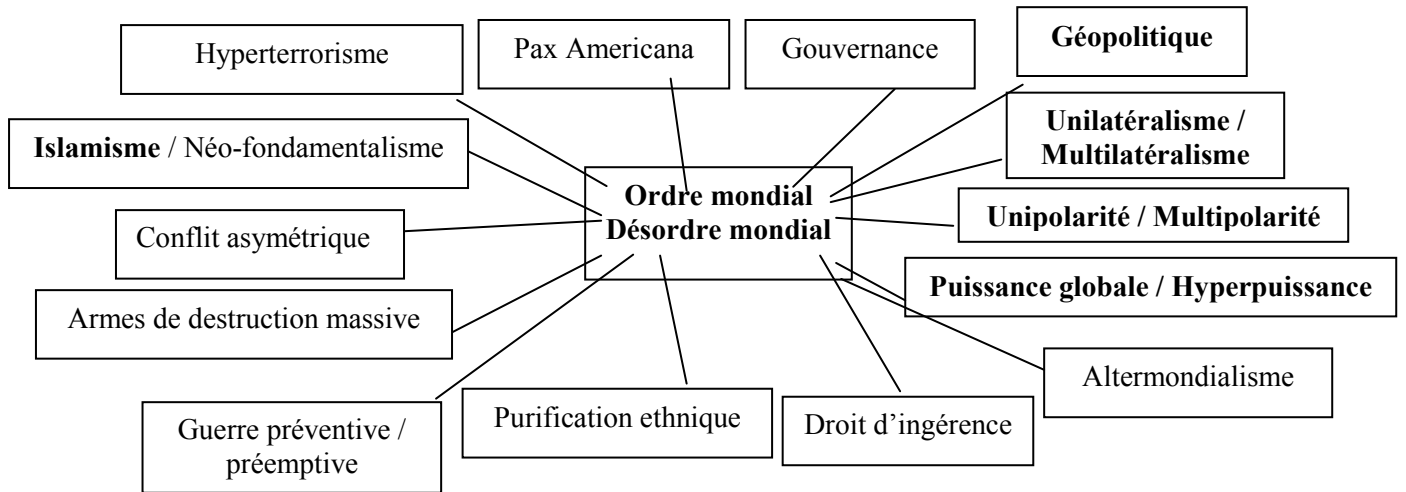 Hyperterrorisme
Pax Americana
Gouvernance
Géopolitique
Islamisme / Néo-fondamentalisme
Unilatéralisme /
Multilatéralisme
Ordre mondial
Désordre mondial
Unipolarité / Multipolarité
Conflit asymétrique
Puissance globale / Hyperpuissance
Armes de destruction massive
Altermondialisme
Guerre préventive /
préemptive
Purification ethnique
Droit d'ingérence